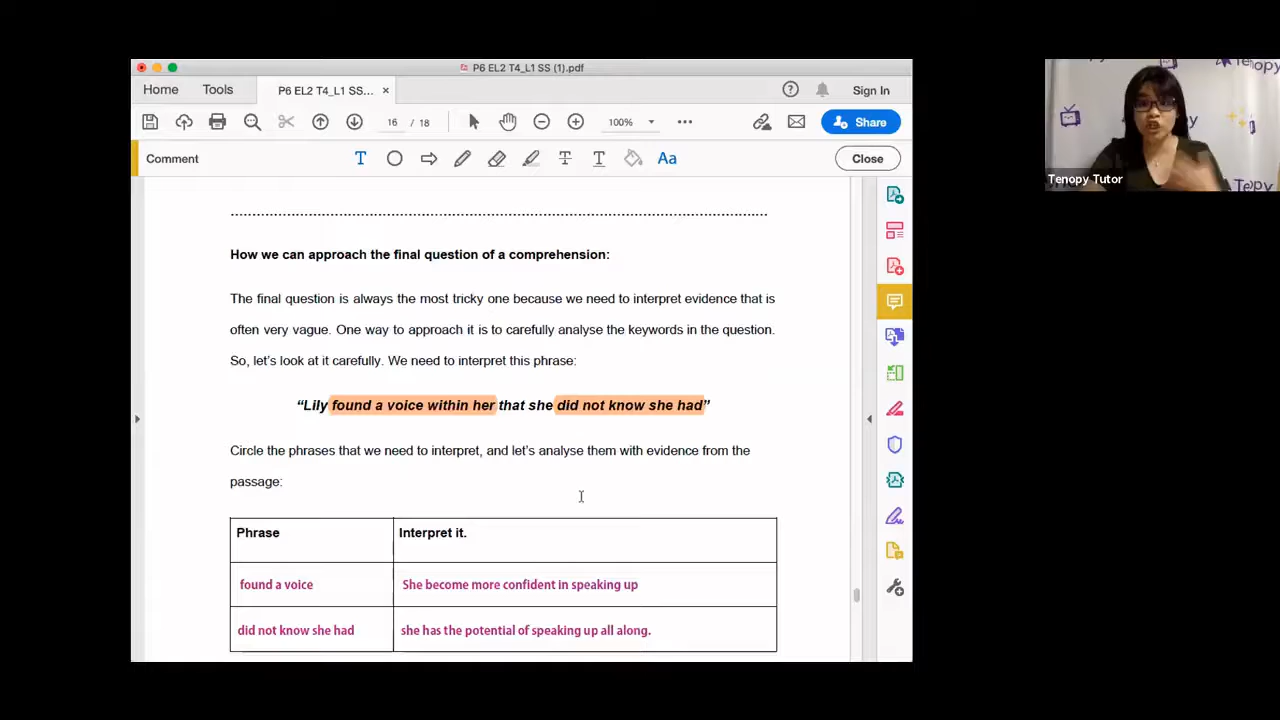 P6 EL2 T4_L1 SS (1).pdf
Home Tools P6 EL2 T4_L1 SS... × Sign In
16 / 18 100% Share
Comment T T T Aa Close
How we can approach the final question of a comprehension:
The final question is always the most tricky one because we need to interpret evidence that is
often very vague. One way to approach it is to carefully analyse the keywords in the question.
So, let's look at it carefully. We need to interpret this phrase:
“Lily found a voice within her that she did not know she had”
Circle the phrases that we need to interpret, and let's analyse them with evidence from the
passage:
Phrase Interpret it.
found a voice She become more confident in speaking up
did not know she had she has the potential of speaking up all along.
Tenopy
Tenopy Tutor
Tenopy